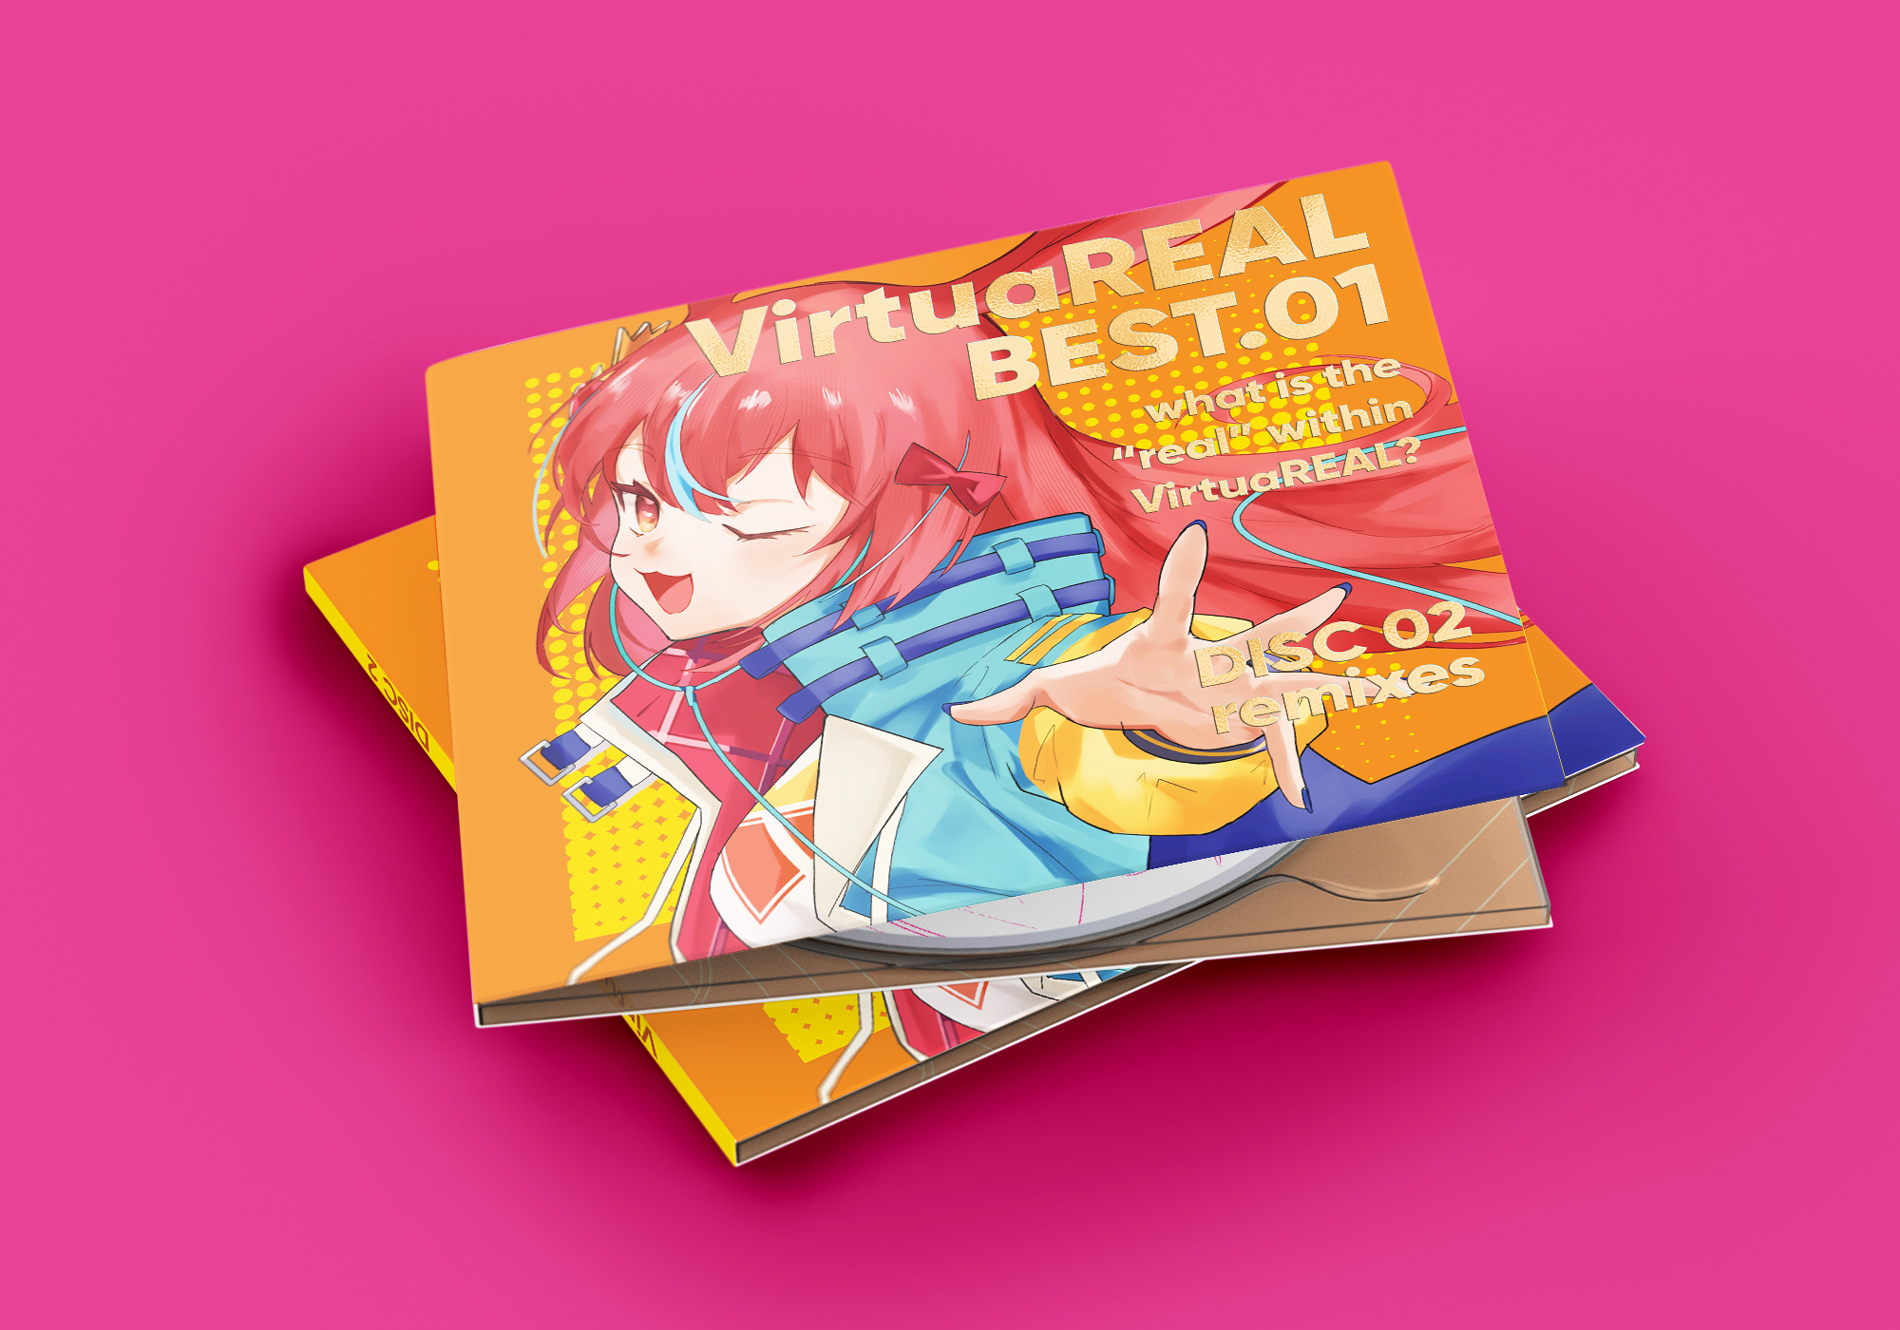 VirtuaREAL
BEST.01
what is the
“real” within
VirtuaREAL?
DISC 02
remixes
DISC 2